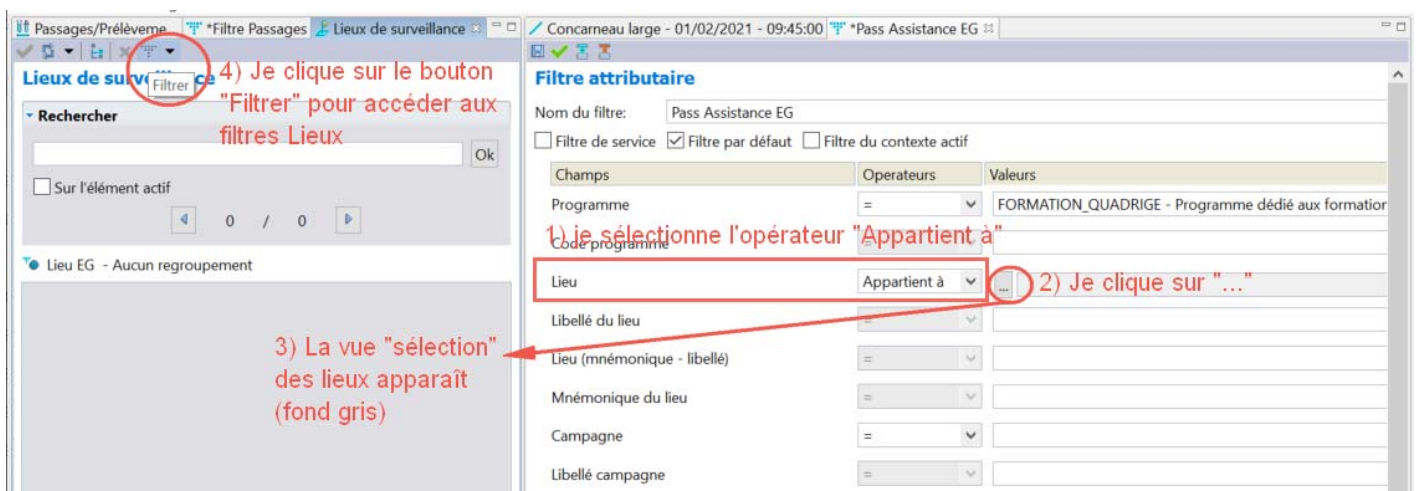 Passages/Prélèveme
*Filtre Passages
Lieux de surveillance
Concarneau large - 01/02/2021 - 09:45:00
*Pass Assistance EG
Lieux de surveillance
Filtrer
4) Je clique sur le bouton
"Filtrer" pour accéder aux
filtres Lieux
Rechercher
Ok
Sur l'élément actif
0 / 0
Lieu EG - Aucun regroupement
3) La vue "sélection"
des lieux apparaît
(fond gris)
Filtre attributaire
Nom du filtre: Pass Assistance EG
Filtre de service Filtre par défaut Filtre du contexte actif
Champs Operateurs Valeurs
Programme = FORMATION_QUADRIGE - Programme dédié aux formation
1) je sélectionne l'opérateur "Appartient à"
Code programme =
Lieu Appartient à ... 2) Je clique sur "..."
Libellé du lieu =
Lieu (mnémonique - libellé) =
Mnémonique du lieu =
Campagne =
Libellé campagne =